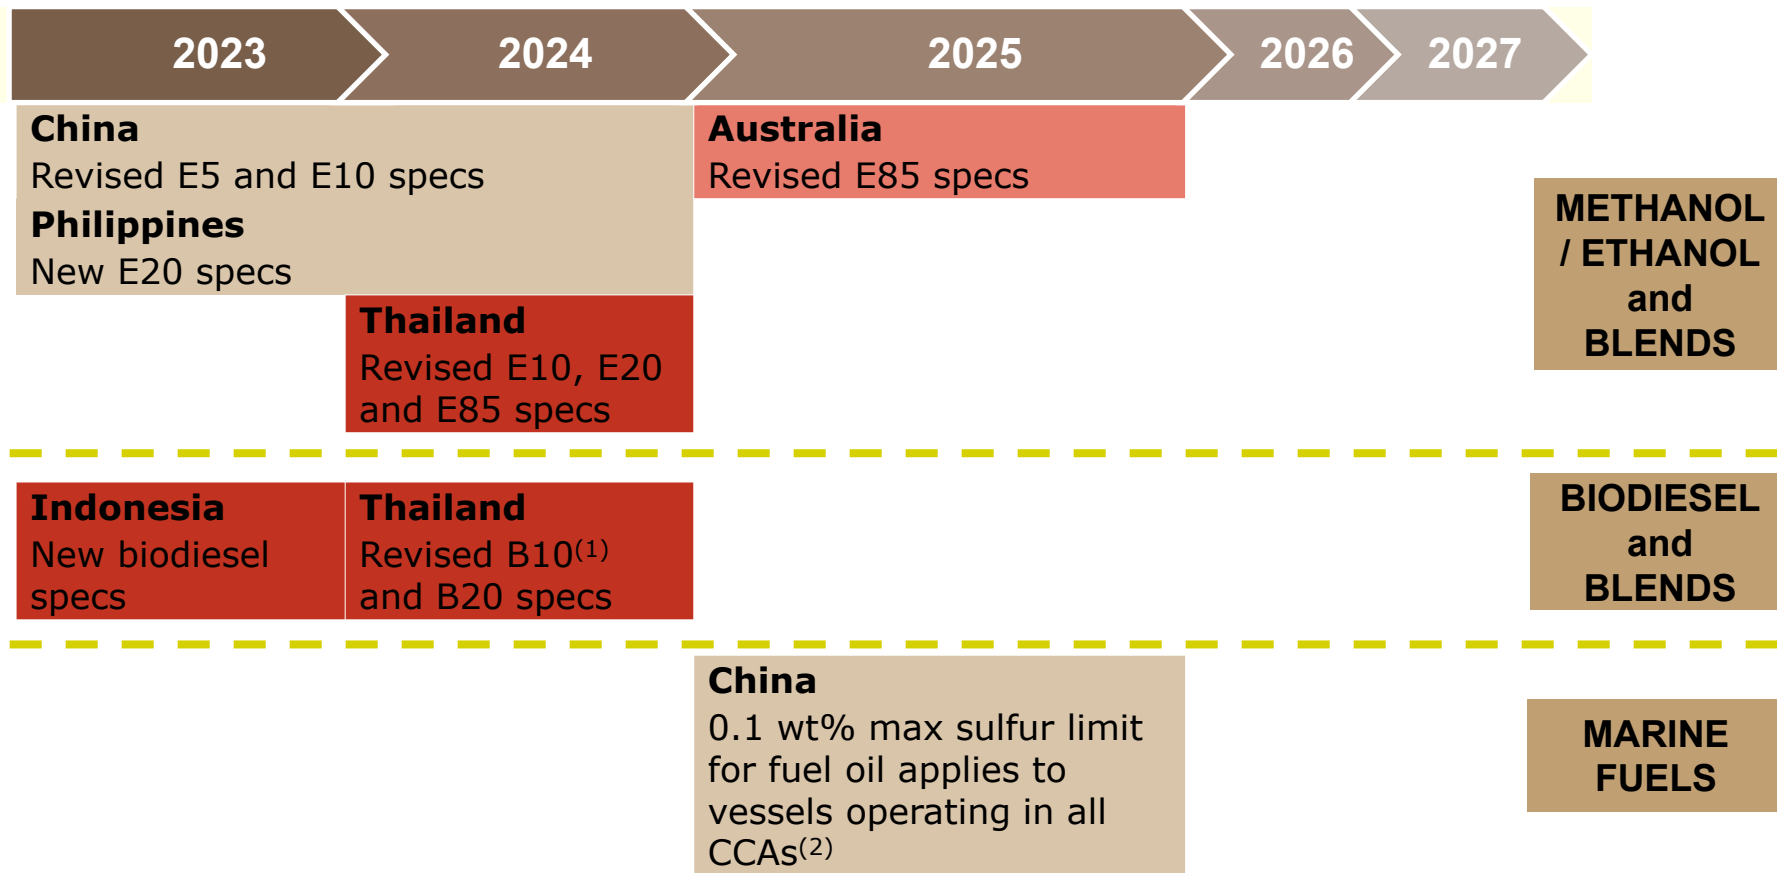 2023 2024 2025 2026 2027
China
Revised E5 and E10 specs
Philippines
New E20 specs
Australia
Revised E85 specs
Thailand
Revised E10, E20
and E85 specs
METHANOL
/ ETHANOL
and
BLENDS
Indonesia
New biodiesel
specs
Thailand
Revised B10(1)
and B20 specs
BIODIESEL
and
BLENDS
China
0.1 wt% max sulfur limit
for fuel oil applies to
vessels operating in all
CCAs(2)
MARINE
FUELS